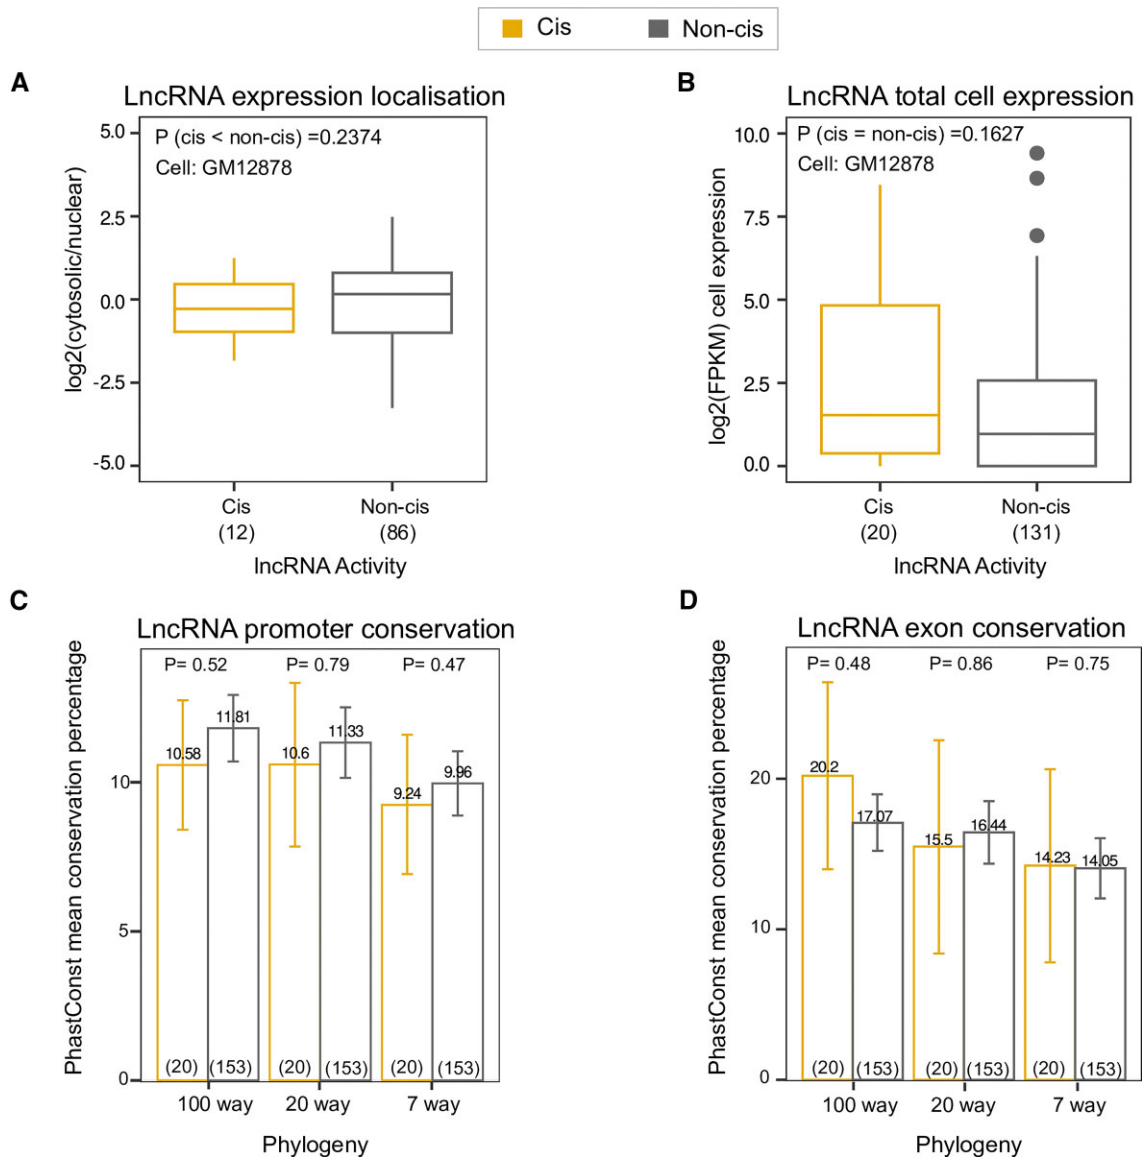 Cis Non-cis
A
LncRNA expression localisation
P (cis < non-cis) =0.2374
Cell: GM12878
log2(cytosolic/nuclear)
5.0
2.5
0.0
-2.5
-5.0
Cis Non-cis
(12) (86)
lncRNA Activity
B
LncRNA total cell expression
P (cis = non-cis) =0.1627
Cell: GM12878
log2(FPKM) cell expression
10.0
7.5
5.0
2.5
0.0
Cis Non-cis
(20) (131)
lncRNA Activity
C
LncRNA promoter conservation
P= 0.52 P= 0.79 P= 0.47
PhastConst mean conservation percentage
10
5
0
10.58 11.81 10.6 11.33 9.24 9.96
(20) (153) (20) (153) (20) (153)
100 way 20 way 7 way
Phylogeny
D
LncRNA exon conservation
P= 0.48 P= 0.86 P= 0.75
PhastConst mean conservation percentage
20
10
0
20.2 17.07 15.5 16.44 14.23 14.05
(20) (153) (20) (153) (20) (153)
100 way 20 way 7 way
Phylogeny